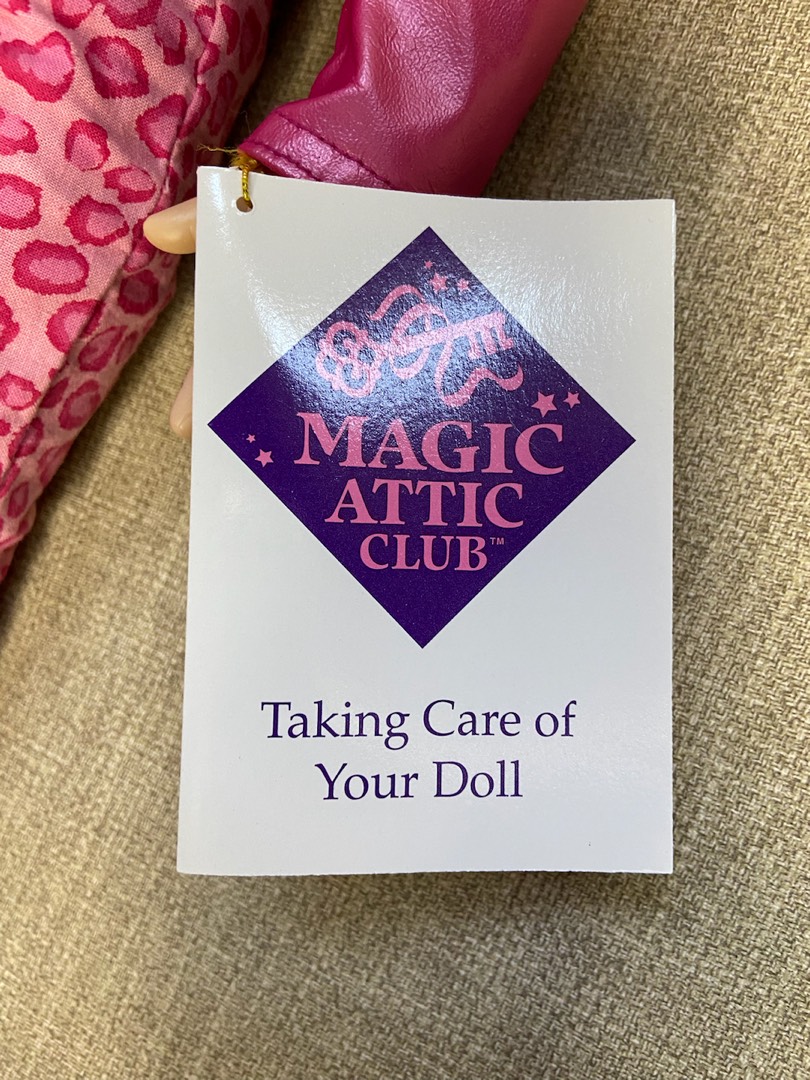 MAGIC
ATTIC
CLUB™
Taking Care of
Your Doll